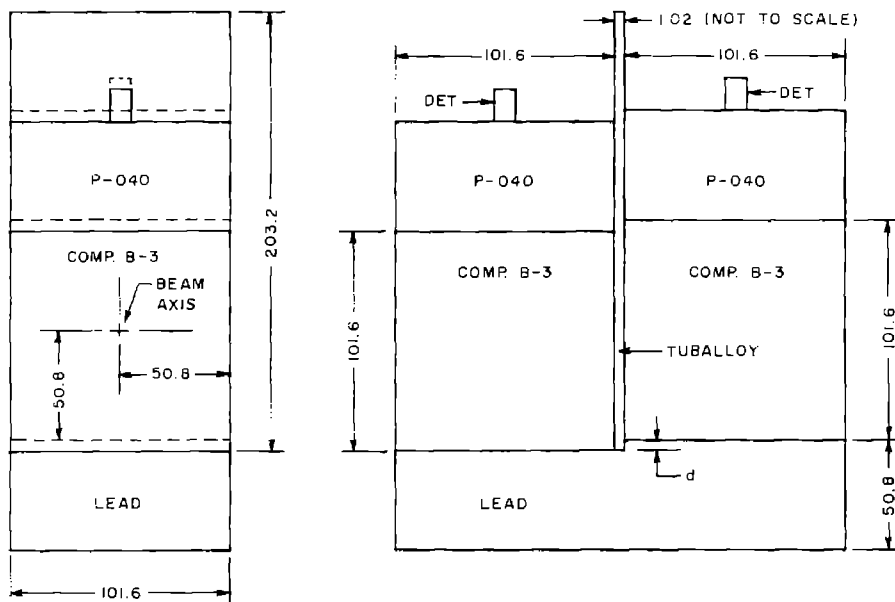 P-040
COMP. B-3
BEAM
AXIS
50.8
50.8
203.2
LEAD
101.6
1.02 (NOT TO SCALE)
101.6
101.6
DET
DET
P-040
P-040
COMP. B-3
COMP. B-3
101.6
101.6
TUBALLOY
d
LEAD
50.8